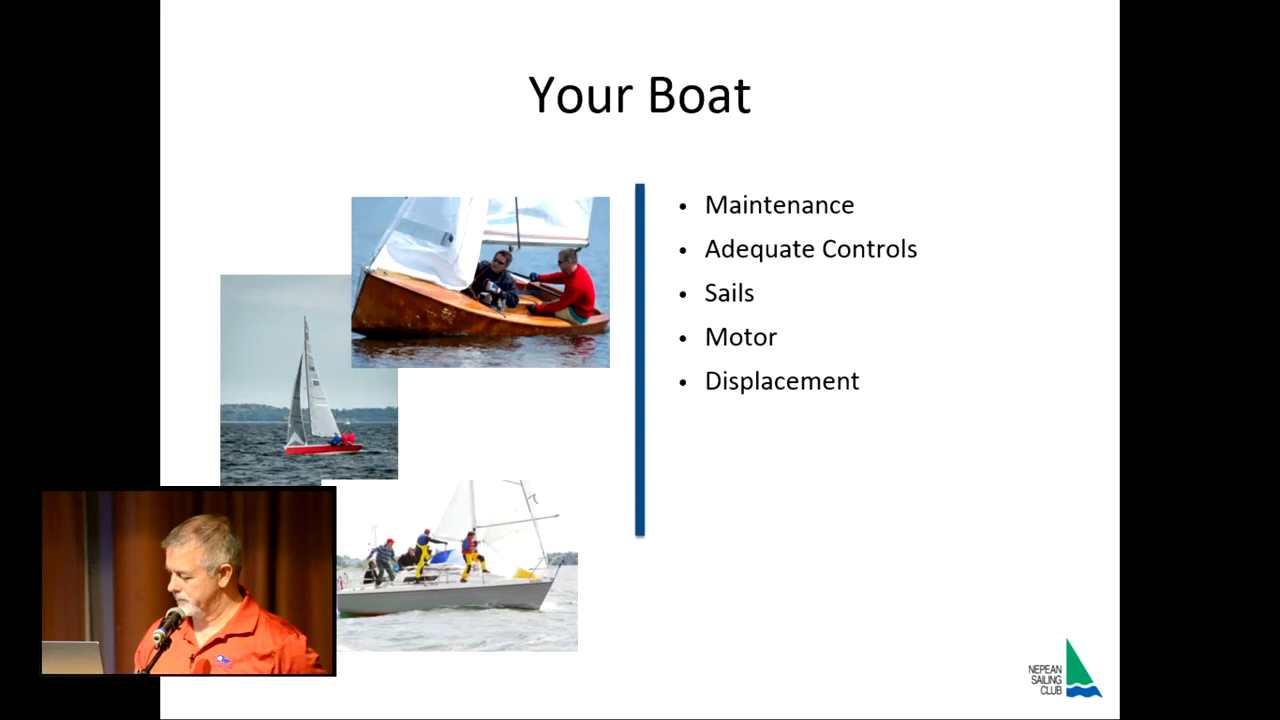 Your Boat
• Maintenance
• Adequate Controls
• Sails
• Motor
• Displacement
NEPEAN
SAILING
CLUB